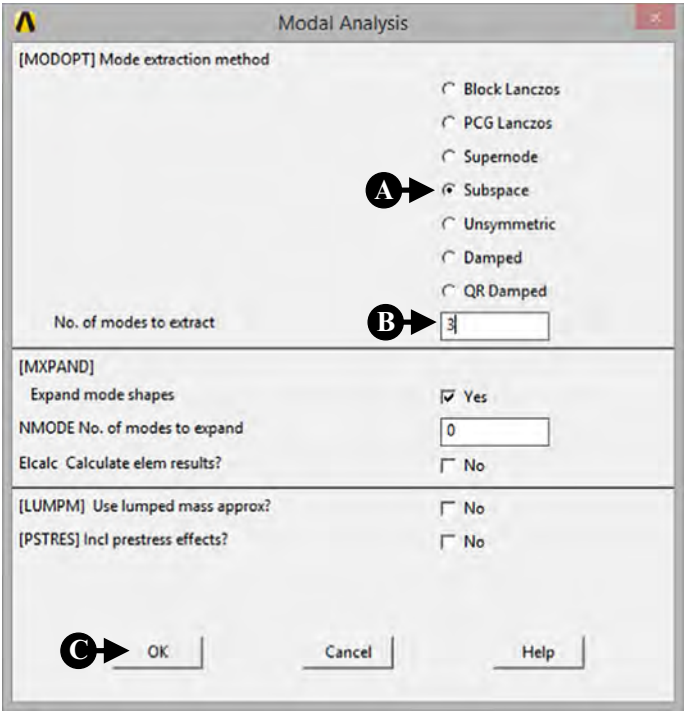 Modal Analysis
[MODOPT] Mode extraction method
Block Lanczos
PCG Lanczos
Supernode
A Subspace
Unsymmetric
Damped
QR Damped
No. of modes to extract B 3
[MXPAND]
Expand mode shapes Yes
NMODE No. of modes to expand 0
Elcalc Calculate elem results? No
[LUMPM] Use lumped mass approx? No
[PSTRES] Incl prestress effects? No
C OK Cancel Help